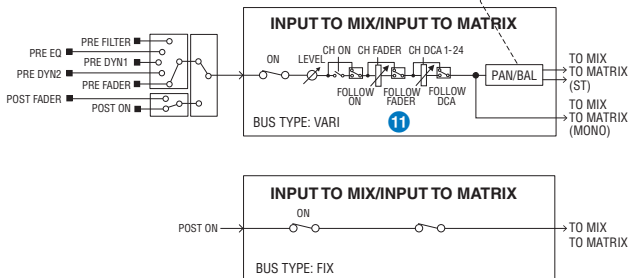 INPUT TO MIX/INPUT TO MATRIX
PRE FILTER
PRE EQ
PRE DYN1
PRE DYN2
PRE FADER
POST FADER
POST ON
ON
LEVEL
CH ON
CH FADER
CH DCA 1-24
FOLLOW ON
FOLLOW FADER
FOLLOW DCA
PAN/BAL
BUS TYPE: VARI
11
TO MIX
TO MATRIX
(ST)
TO MIX
TO MATRIX
(MONO)
INPUT TO MIX/INPUT TO MATRIX
ON
POST ON
TO MIX
TO MATRIX
BUS TYPE: FIX